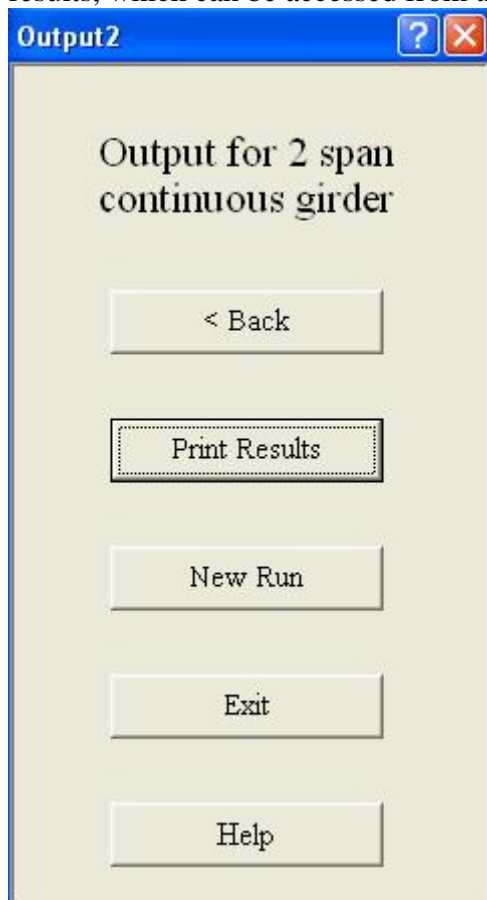 results, which can be accessed from a
Output2
Output for 2 span
continuous girder
< Back
Print Results
New Run
Exit
Help